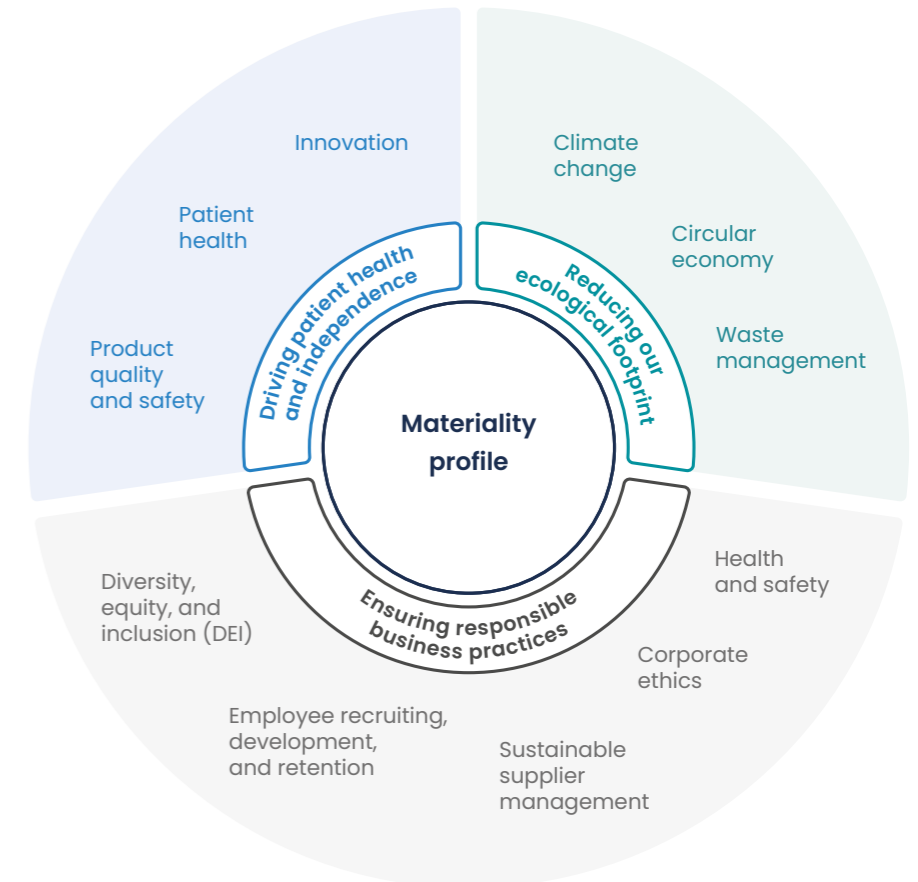 Innovation
Patient
health
Product
quality
and safety
Driving patient health
and independence
Climate
change
Circular
economy
Waste
management
Reducing our
ecological footprint
Materiality
profile
Ensuring responsible
business practices
Health
and safety
Corporate
ethics
Sustainable
supplier
management
Employee recruiting,
development,
and retention
Diversity,
equity, and
inclusion (DEI)